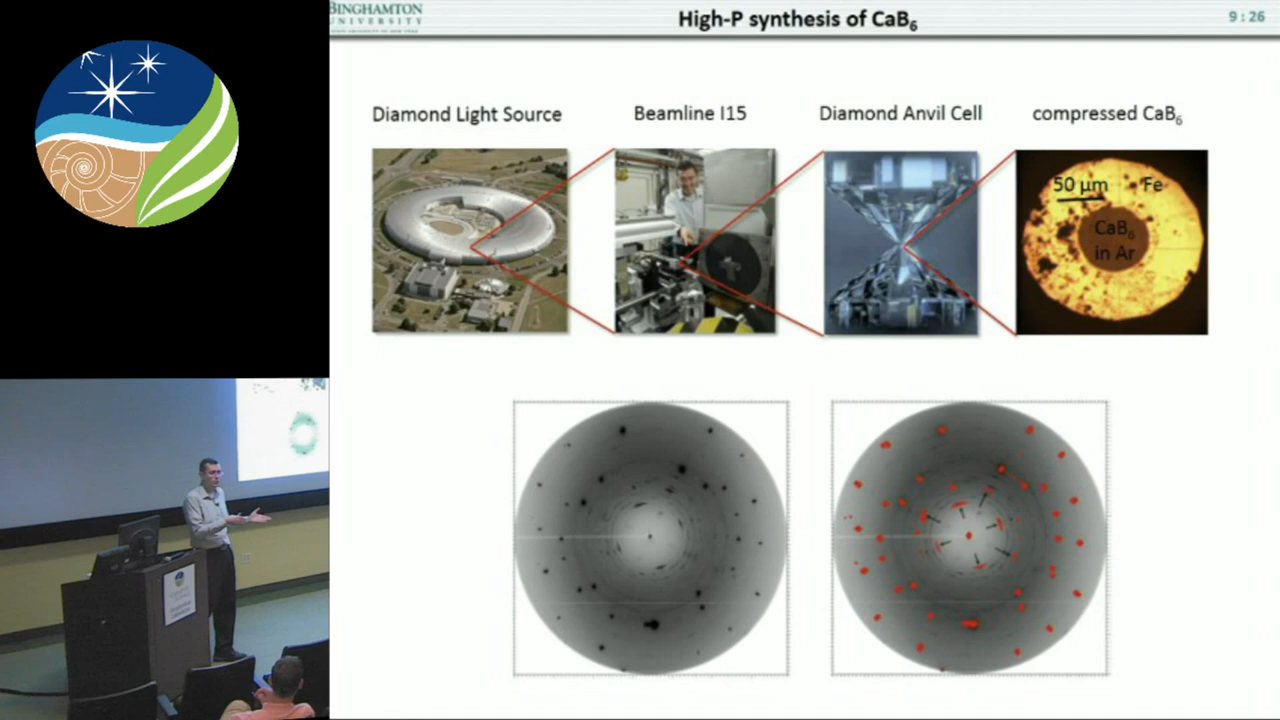 BINGHAMTON
UNIVERSITY
High-P synthesis of CaB₆
9 : 26
Diamond Light Source
Beamline I15
Diamond Anvil Cell
compressed CaB₆
50 μm
Fe
CaB₆
in Ar